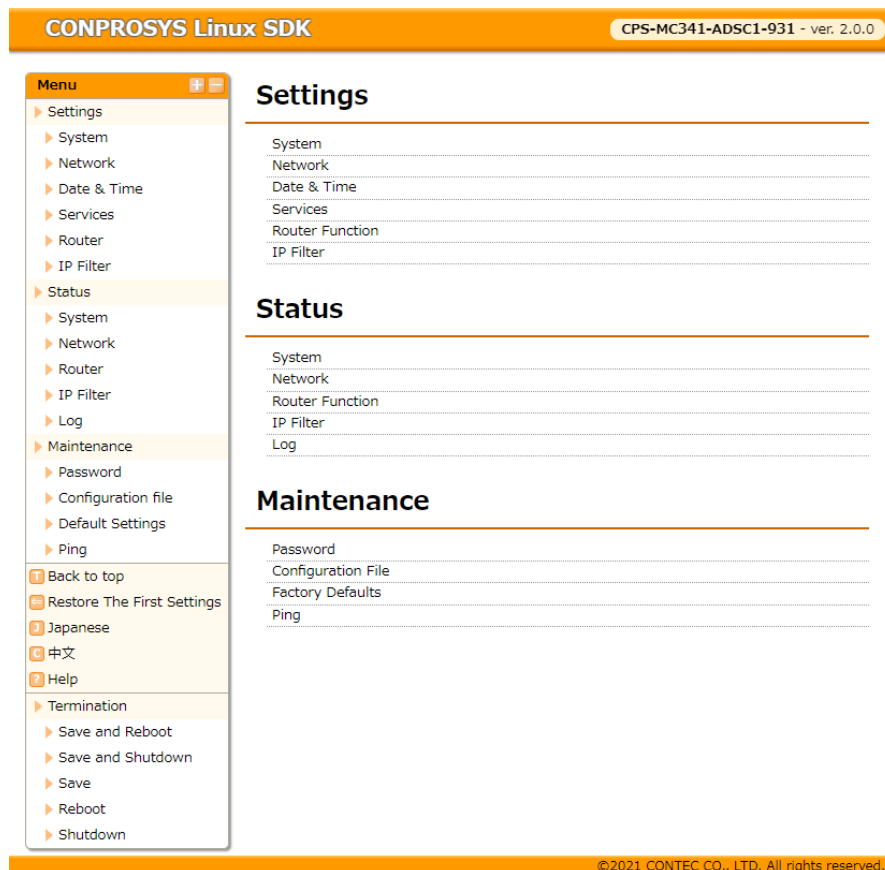 CONPROSYS Linux SDK
CPS-MC341-ADSC1-931 - ver. 2.0.0
Menu
Settings
System
Network
Date & Time
Services
Router
IP Filter
Status
System
Network
Router
IP Filter
Log
Maintenance
Password
Configuration file
Default Settings
Ping
T Back to top
Restore The First Settings
J Japanese
C 中文
? Help
Termination
Save and Reboot
Save and Shutdown
Save
Reboot
Shutdown
Settings
System
Network
Date & Time
Services
Router Function
IP Filter
Status
System
Network
Router Function
IP Filter
Log
Maintenance
Password
Configuration File
Factory Defaults
Ping
©2021 CONTEC CO., LTD. All rights reserved.